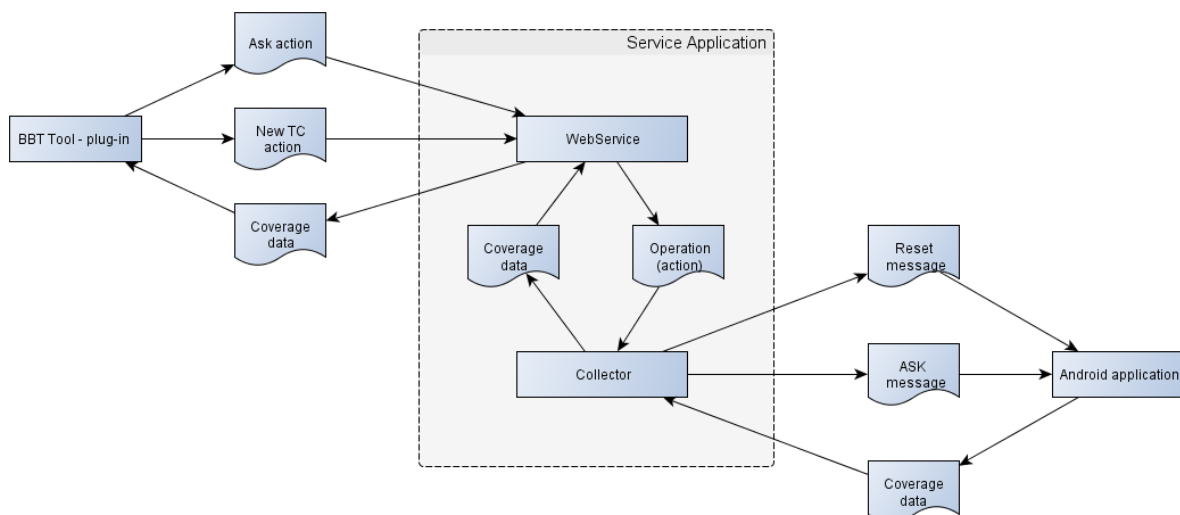 Service Application
Ask action
BBT Tool - plug-in
New TC
action
WebService
Coverage
data
Coverage
data
Operation
(action)
Reset
message
Collector
ASK
message
Android application
Coverage
data